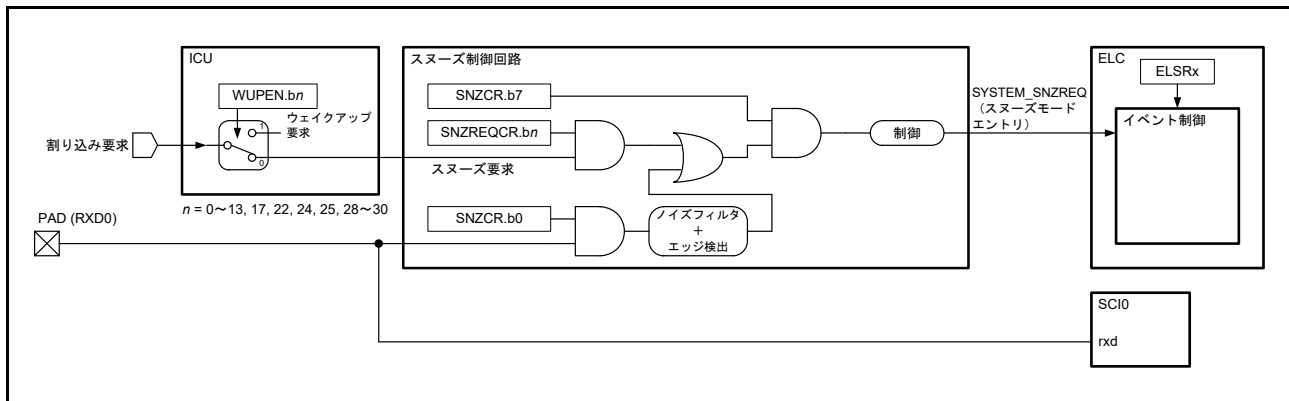 ICU
WUPEN.bn
ウェイクアップ
要求
1
0
割り込み要求
n = 0～13, 17, 22, 24, 25, 28～30
PAD (RXD0)
スヌーズ制御回路
SNZCR.b7
SNZREQCR.bn
スヌーズ要求
SNZCR.b0
ノイズフィルタ
＋
エッジ検出
制御
SYSTEM_SNZREQ
（スヌーズモード
エントリ）
ELC
ELSRx
イベント制御
SCI0
rxd